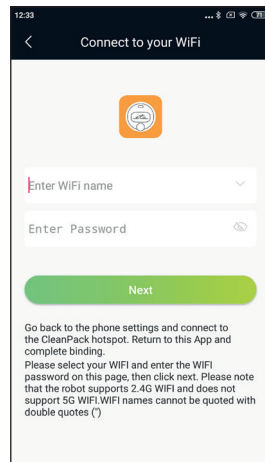 12:33
Connect to your WiFi
Enter WiFi name
Enter Password
Next
Go back to the phone settings and connect to
the CleanPack hotspot. Return to this App and
complete binding.
Please select your WIFI and enter the WIFI
password on this page, then click next. Please note
that the robot supports 2.4G WIFI and does not
support 5G WIFI.WIFI names cannot be quoted with
double quotes (")